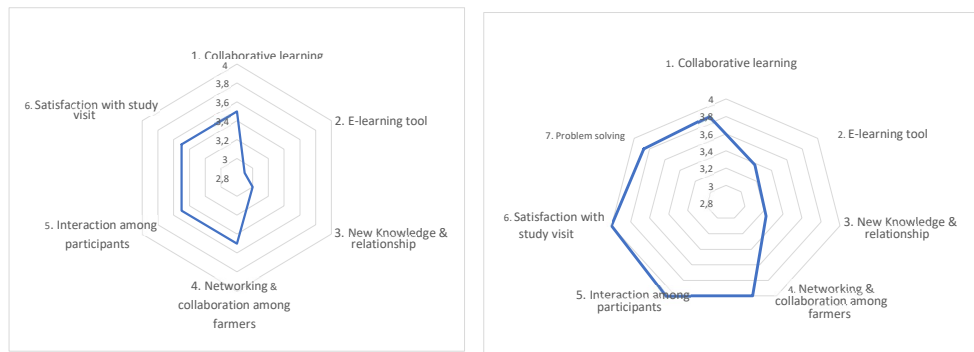 1. Collaborative learning
4
3,8
3,6
3,4
3,2
3
2,8
2. E-learning tool
3. New Knowledge &
relationship
4. Networking &
collaboration among
farmers
5. Interaction among
participants
6. Satisfaction with study
visit
1. Collaborative learning
4
3,8
3,6
3,4
3,2
3
2,8
2. E-learning tool
3. New Knowledge &
relationship
4. Networking &
collaboration among
farmers
5. Interaction among
participants
6. Satisfaction with
study visit
7. Problem solving